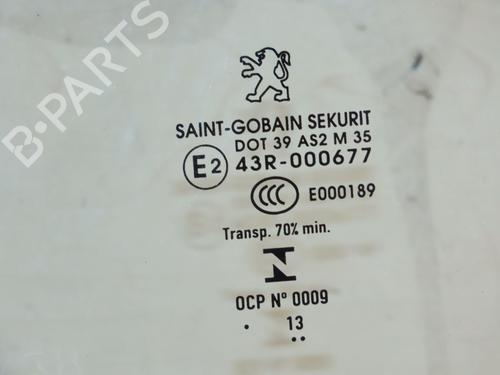 B-PARTS
SAINT-GOBAIN SEKURIT
DOT 39 AS2 M 35
E2 43R-000677
CCC E000189
Transp. 70% min.
OCP Nº 0009
. 13
..